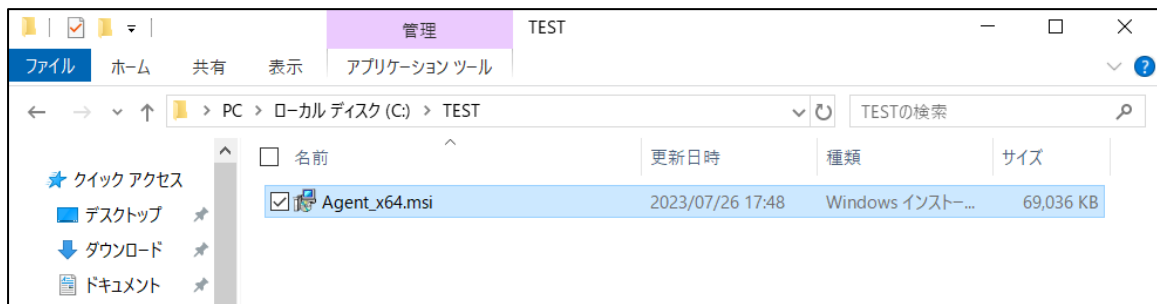 管理 TEST
ファイル ホーム 共有 表示 アプリケーション ツール
PC > ローカル ディスク (C:) > TEST TESTの検索
名前 更新日時 種類 サイズ
クイック アクセス
Agent_x64.msi 2023/07/26 17:48 Windows インストー... 69,036 KB
デスクトップ
ダウンロード
ドキュメント